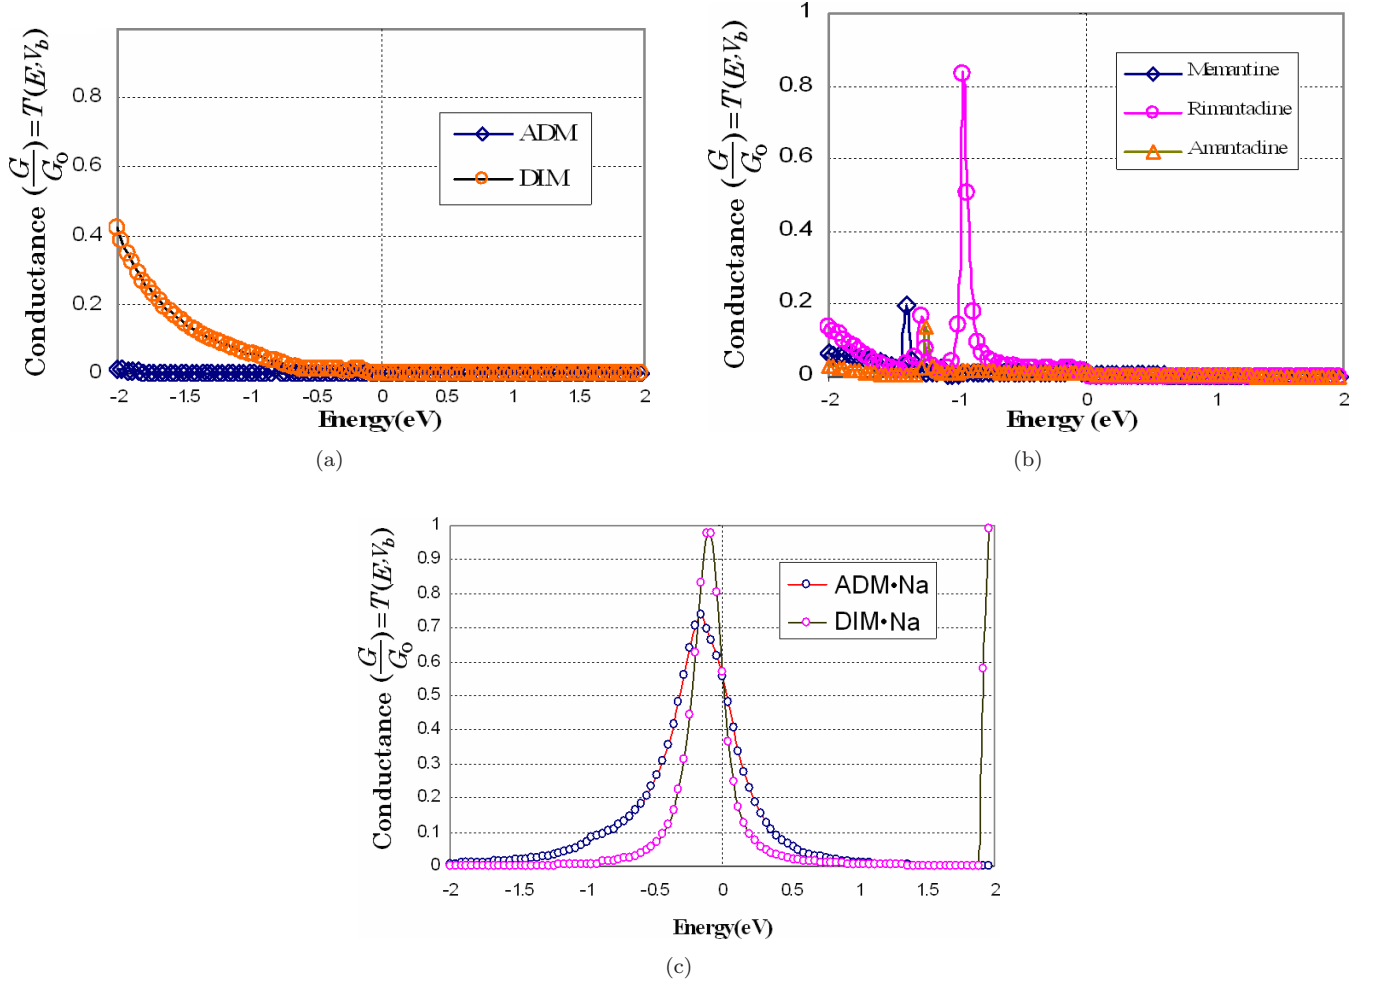 Conductance (G/G0)=T(E,Vb)
0.8
0.6
0.4
0.2
0
-2 -1.5 -1 -0.5 0 0.5 1 1.5 2
Energy(eV)
ADM
DIM
(a)
Conductance (G/G0)=T(E,Vb)
1
0.8
0.6
0.4
0.2
0
-2 -1 0 1 2
Energy (eV)
Memantine
Rimantadine
Amantadine
(b)
Conductance (G/G0)=T(E,Vb)
1
0.9
0.8
0.7
0.6
0.5
0.4
0.3
0.2
0.1
0
-2 -1.5 -1 -0.5 0 0.5 1 1.5 2
Energy(eV)
ADM•Na
DIM•Na
(c)